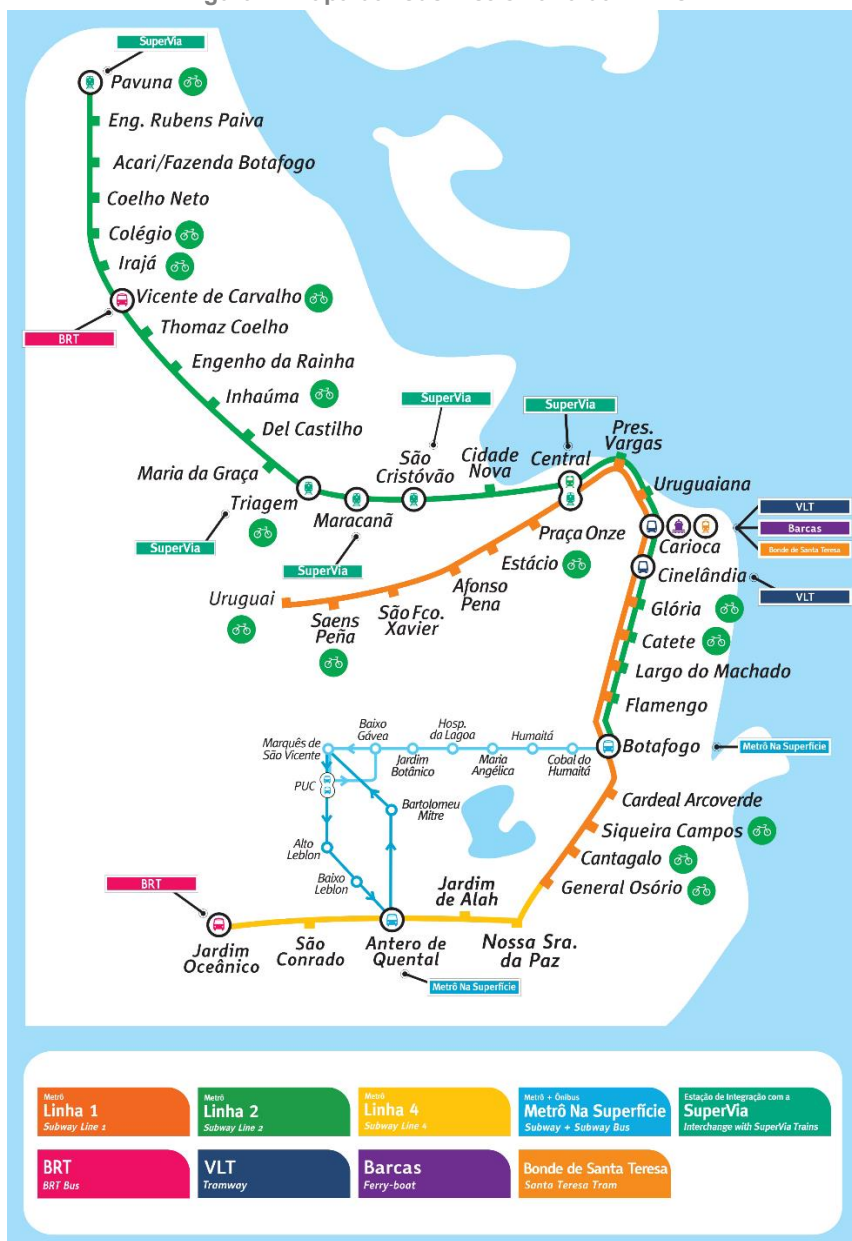 SuperVia
Pavuna
Eng. Rubens Paiva
Acari/Fazenda Botafogo
Coelho Neto
Colégio
Irajá
Vicente de Carvalho
BRT
Thomaz Coelho
Engenho da Rainha
Inhaúma
Del Castilho
Maria da Graça
Triagem
SuperVia
Maracanã
SuperVia
SuperVia
São
Cristóvão
Cidade
Nova
SuperVia
Central
Pres.
Vargas
Uruguaiana
Praça Onze
Estácio
Afonso
Pena
São Fco.
Xavier
Saens
Peña
Uruguai
Carioca
VLT
Barcas
Bonde de Santa Teresa
Cinelândia
VLT
Glória
Catete
Largo do Machado
Flamengo
Botafogo
Metrô Na Superfície
Cobal do
Humaitá
Humaitá
Maria
Angélica
Hosp.
da Lagoa
Jardim
Botânico
Baixo
Gávea
Marquês de
São Vicente
PUC
Bartolomeu
Mitre
Alto
Leblon
Baixo
Leblon
Cardeal Arcoverde
Siqueira Campos
Cantagalo
General Osório
Nossa Sra.
da Paz
Jardim
de Alah
Antero de
Quental
Metrô Na Superfície
São
Conrado
BRT
Jardim
Oceânico
Metrô
Linha 1
Subway Line 1
Metrô
Linha 2
Subway Line 2
Metrô
Linha 4
Subway Line 4
Metrô + Ônibus
Metrô Na Superfície
Subway + Subway Bus
Estação de Integração com a
SuperVia
Interchange with SuperVia Trains
BRT
BRT Bus
VLT
Tramway
Barcas
Ferry-boat
Bonde de Santa Teresa
Santa Teresa Tram